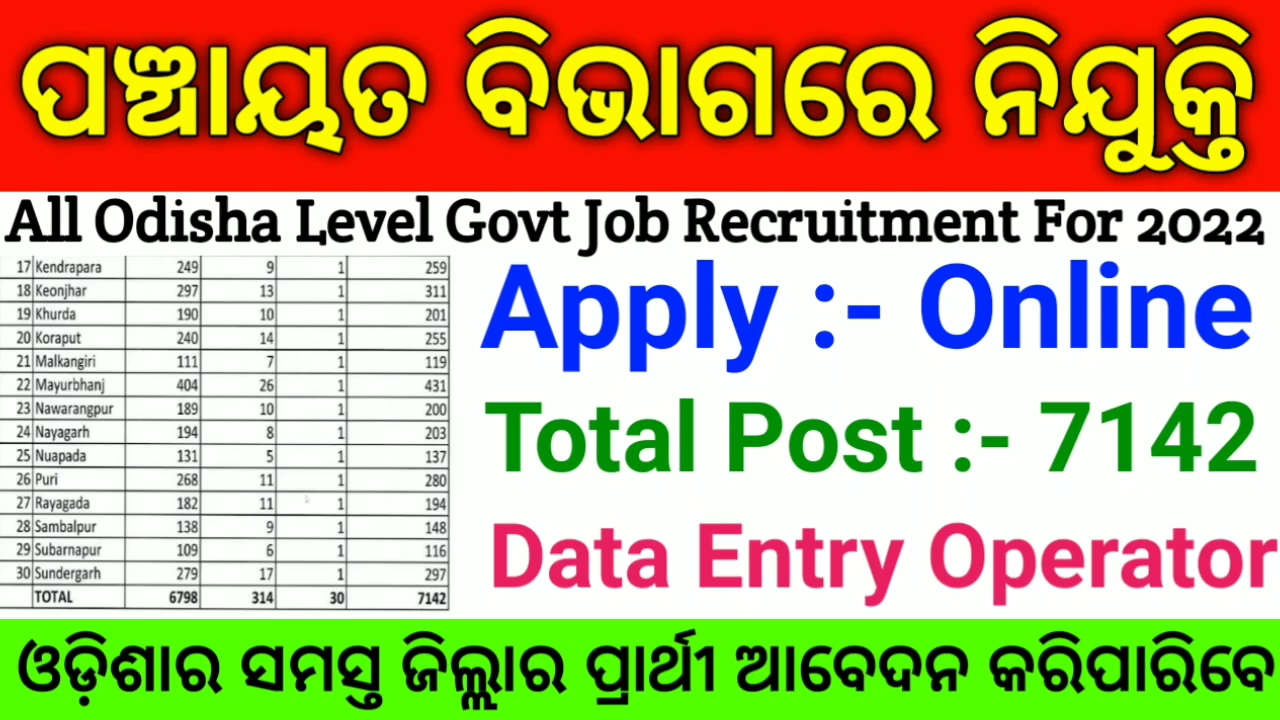 ପଞ୍ଚାୟତ ବିଭାଗରେ ନିଯୁକ୍ତି
All Odisha Level Govt Job Recruitment For 2022
17 Kendrapara 249 9 1 259
18 Keonjhar 297 13 1 311
19 Khurda 190 10 1 201
20 Koraput 240 14 1 255
21 Malkangiri 111 7 1 119
22 Mayurbhanj 404 26 1 431
23 Nawarangpur 189 10 1 200
24 Nayagarh 194 8 1 203
25 Nuapada 131 5 1 137
26 Puri 268 11 1 280
27 Rayagada 182 11 1 194
28 Sambalpur 138 9 1 148
29 Subarnapur 109 6 1 116
30 Sundergarh 279 17 1 297
TOTAL 6798 314 30 7142
Apply :- Online
Total Post :- 7142
Data Entry Operator
ଓଡ଼ିଶାର ସମସ୍ତ ଜିଲ୍ଲାର ପ୍ରାର୍ଥୀ ଆବେଦନ କରିପାରିବେ